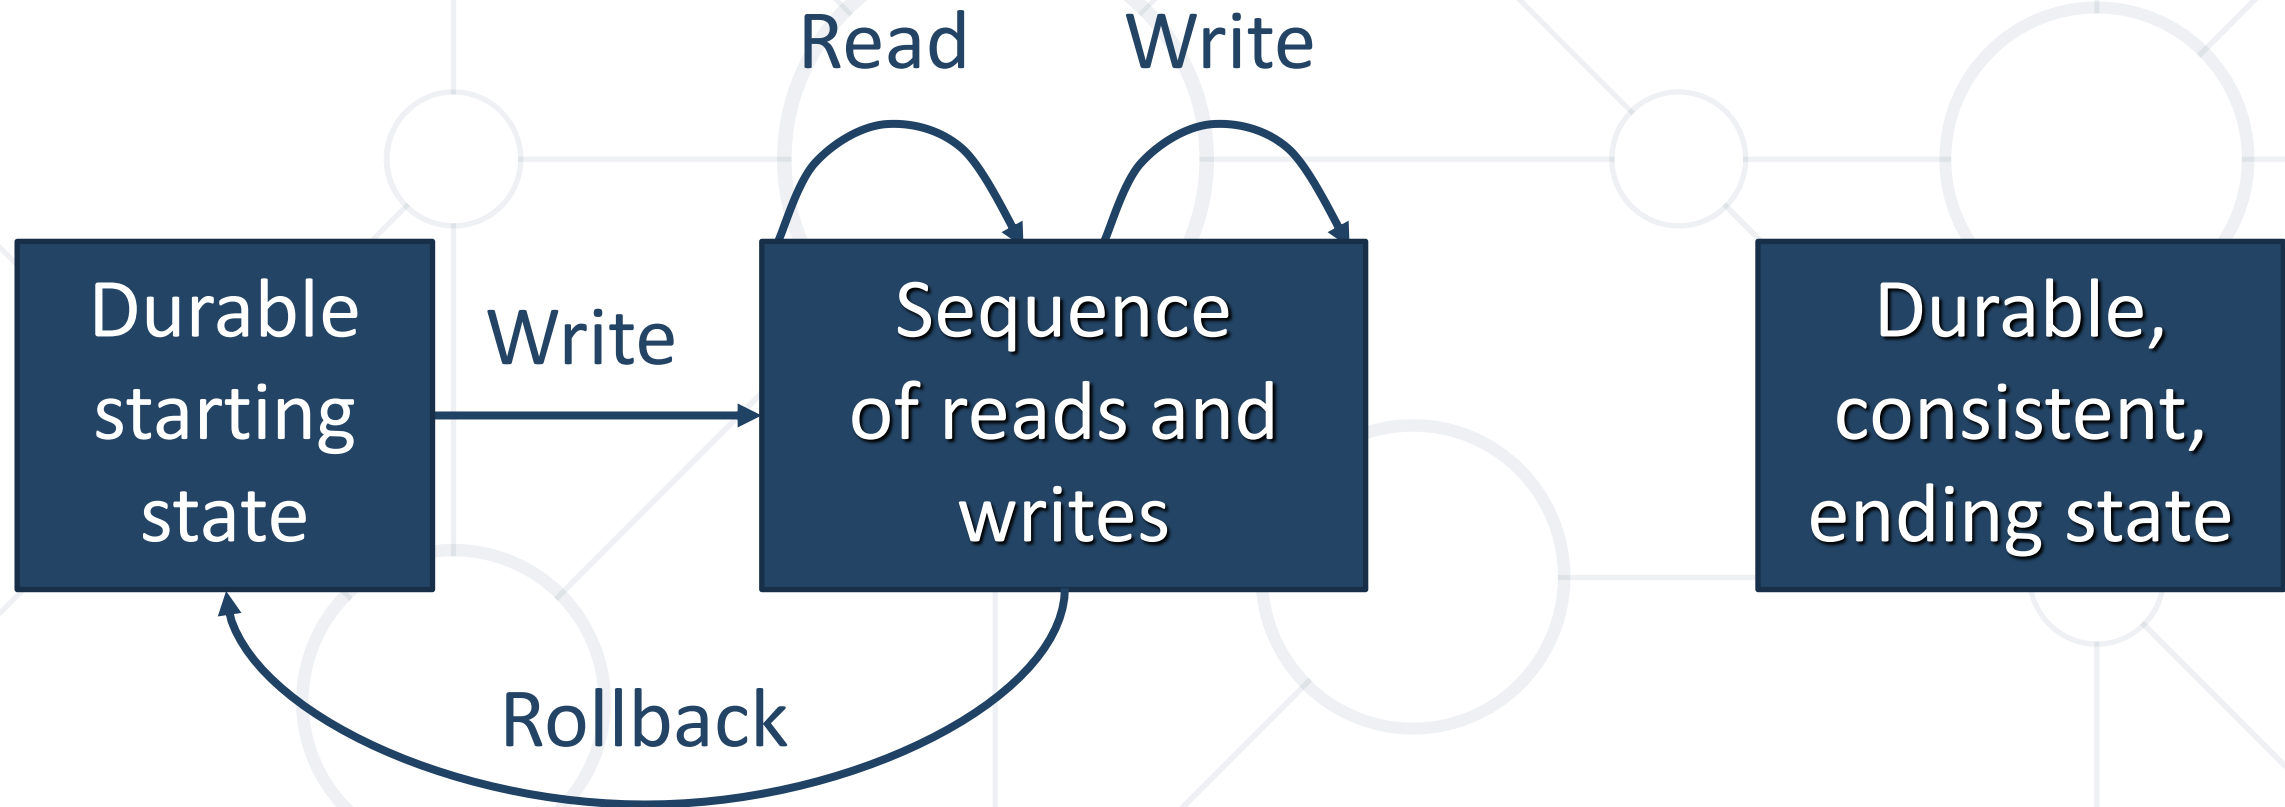 Read
Write
Durable
starting
state
Write
Sequence
of reads and
writes
Durable,
consistent,
ending state
Rollback